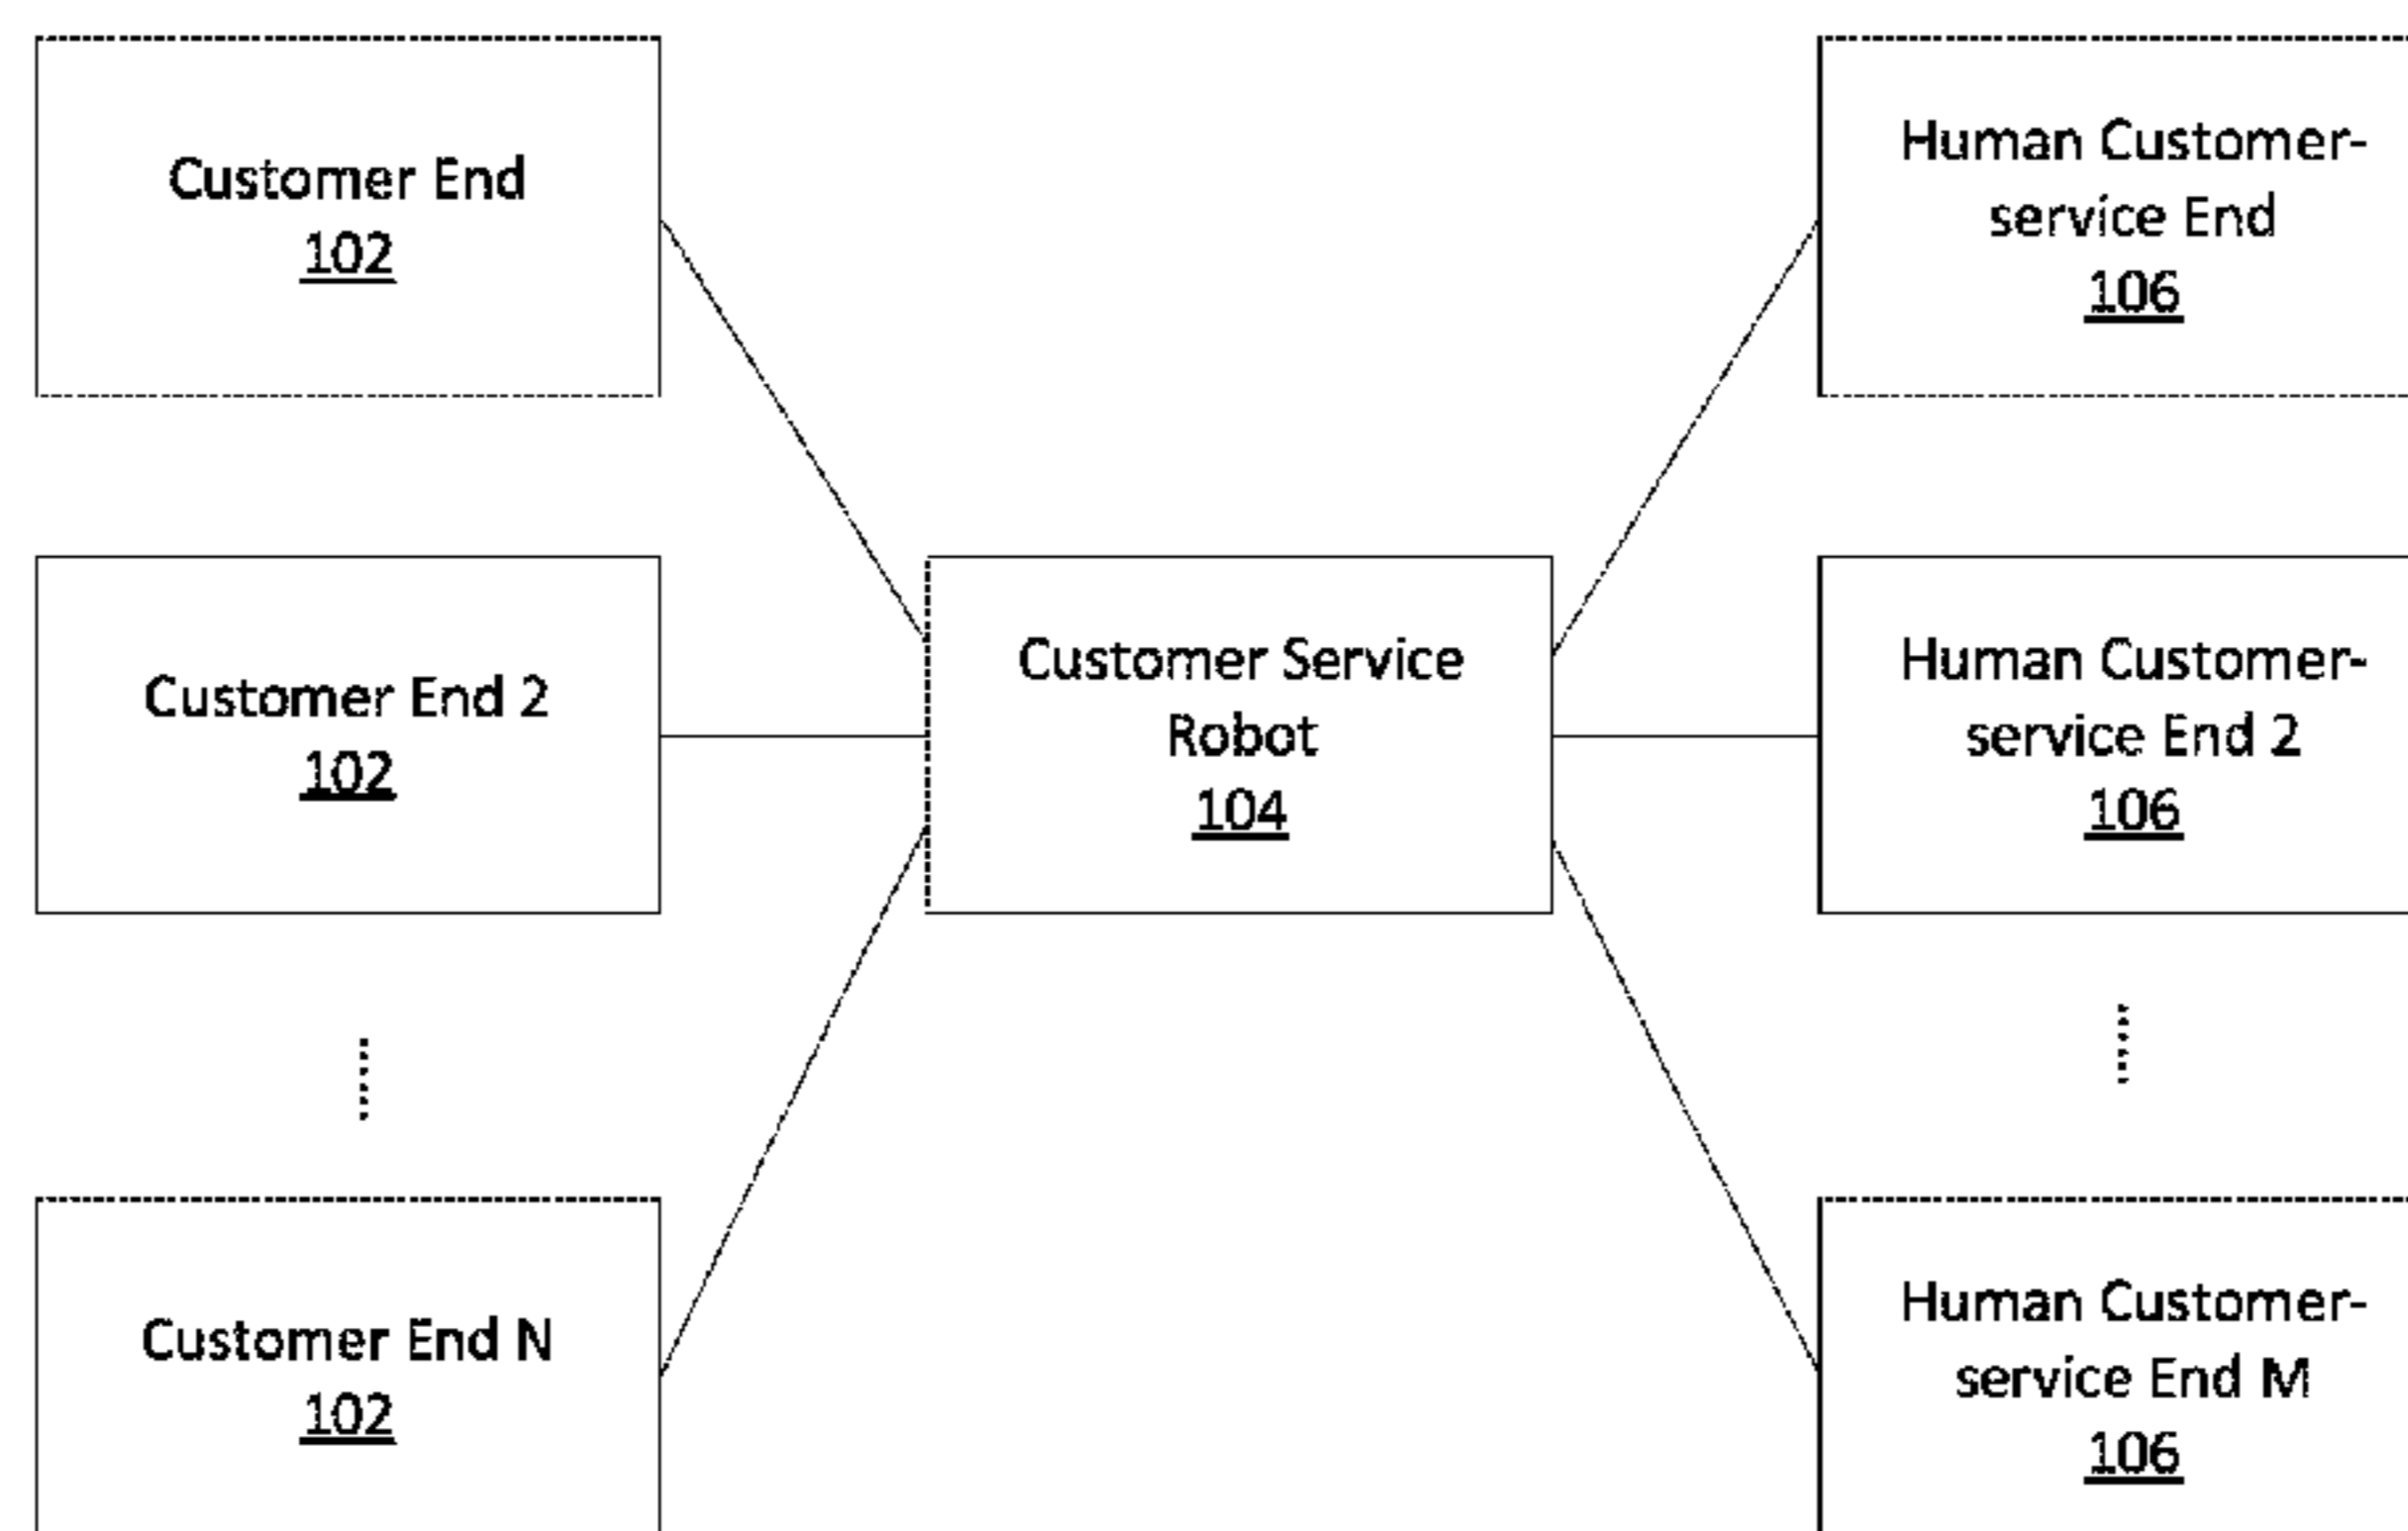 Customer End
102
Human Customer-
service End
106
Customer End 2
102
Customer Service
Robot
104
Human Customer-
service End 2
106
Customer End N
102
Human Customer-
service End M
106